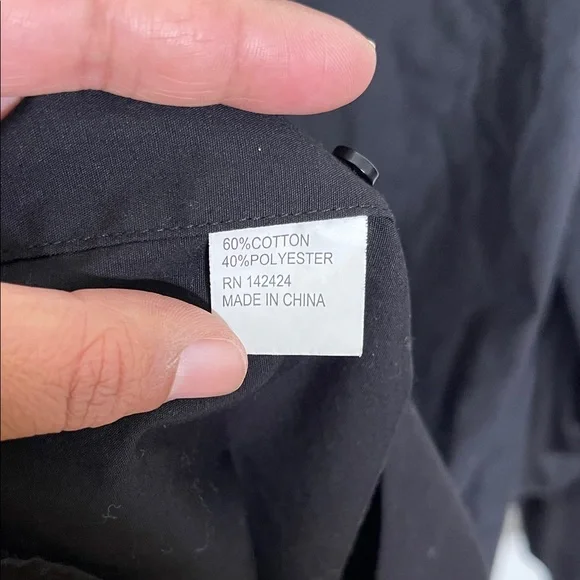 60%COTTON
40%POLYESTER
RN 142424
MADE IN CHINA